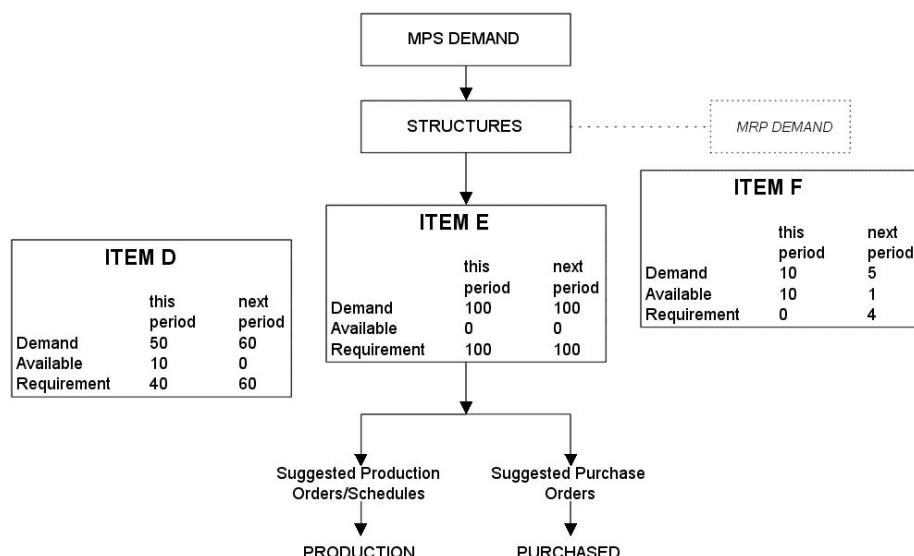 MPS DEMAND
STRUCTURES
MRP DEMAND
ITEM D
this next
period period
Demand 50 60
Available 10 0
Requirement 40 60
ITEM E
this next
period period
Demand 100 100
Available 0 0
Requirement 100 100
ITEM F
this next
period period
Demand 10 5
Available 10 1
Requirement 0 4
Suggested Production
Orders/Schedules
Suggested Purchase
Orders
PRODUCTION
PURCHASED